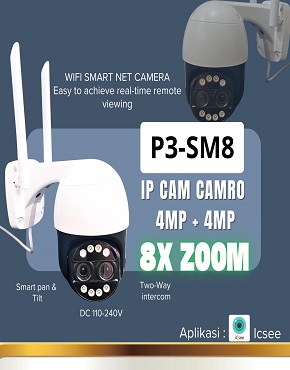 WIFI SMART NET CAMERA
Easy to achieve real-time remote
viewing
P3-SM8
IP CAM CAMRO
4MP + 4MP
8X ZOOM
Smart pan &
Tilt
Two-Way
intercom
DC 110-240V
Aplikasi : iCsee Icsee